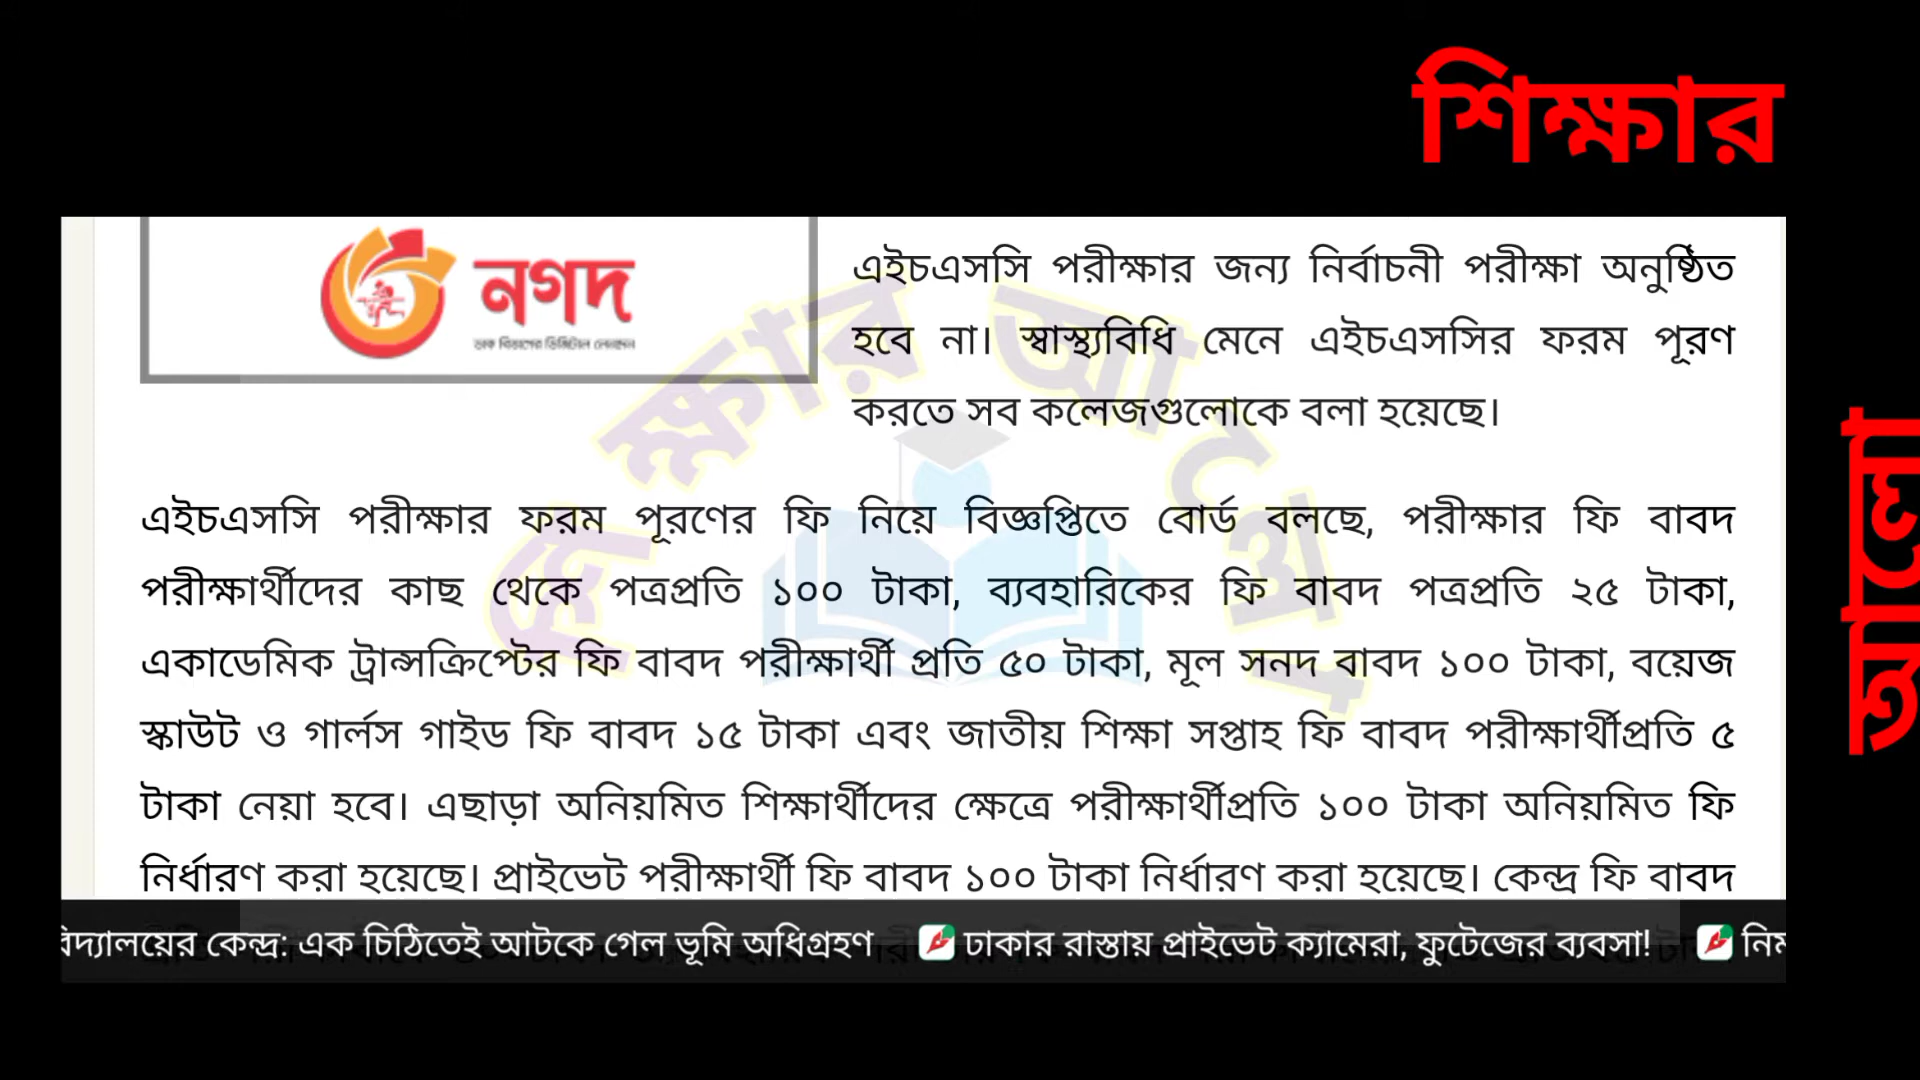 শিক্ষার
আলো
নগদ
ডাক বিভাগের ডিজিটাল লেনদেন
এইচএসসি পরীক্ষার জন্য নির্বাচনী পরীক্ষা অনুষ্ঠিত
হবে না। স্বাস্থ্যবিধি মেনে এইচএসসির ফরম পূরণ
করতে সব কলেজগুলোকে বলা হয়েছে।
এইচএসসি পরীক্ষার ফরম পূরণের ফি নিয়ে বিজ্ঞপ্তিতে বোর্ড বলছে, পরীক্ষার ফি বাবদ
পরীক্ষার্থীদের কাছ থেকে পত্রপ্রতি ১০০ টাকা, ব্যবহারিকের ফি বাবদ পত্রপ্রতি ২৫ টাকা,
একাডেমিক ট্রান্সক্রিপ্টের ফি বাবদ পরীক্ষার্থী প্রতি ৫০ টাকা, মূল সনদ বাবদ ১০০ টাকা, বয়েজ
স্কাউট ও গার্লস গাইড ফি বাবদ ১৫ টাকা এবং জাতীয় শিক্ষা সপ্তাহ ফি বাবদ পরীক্ষার্থীপ্রতি ৫
টাকা নেয়া হবে। এছাড়া অনিয়মিত শিক্ষার্থীদের ক্ষেত্রে পরীক্ষার্থীপ্রতি ১০০ টাকা অনিয়মিত ফি
নির্ধারণ করা হয়েছে। প্রাইভেট পরীক্ষার্থী ফি বাবদ ১০০ টাকা নির্ধারণ করা হয়েছে। কেন্দ্র ফি বাবদ
বিদ্যালয়ের কেন্দ্র: এক চিঠিতেই আটকে গেল ভূমি অধিগ্রহণ ঢাকার রাস্তায় প্রাইভেট ক্যামেরা, ফুটেজের ব্যবসা! নিম